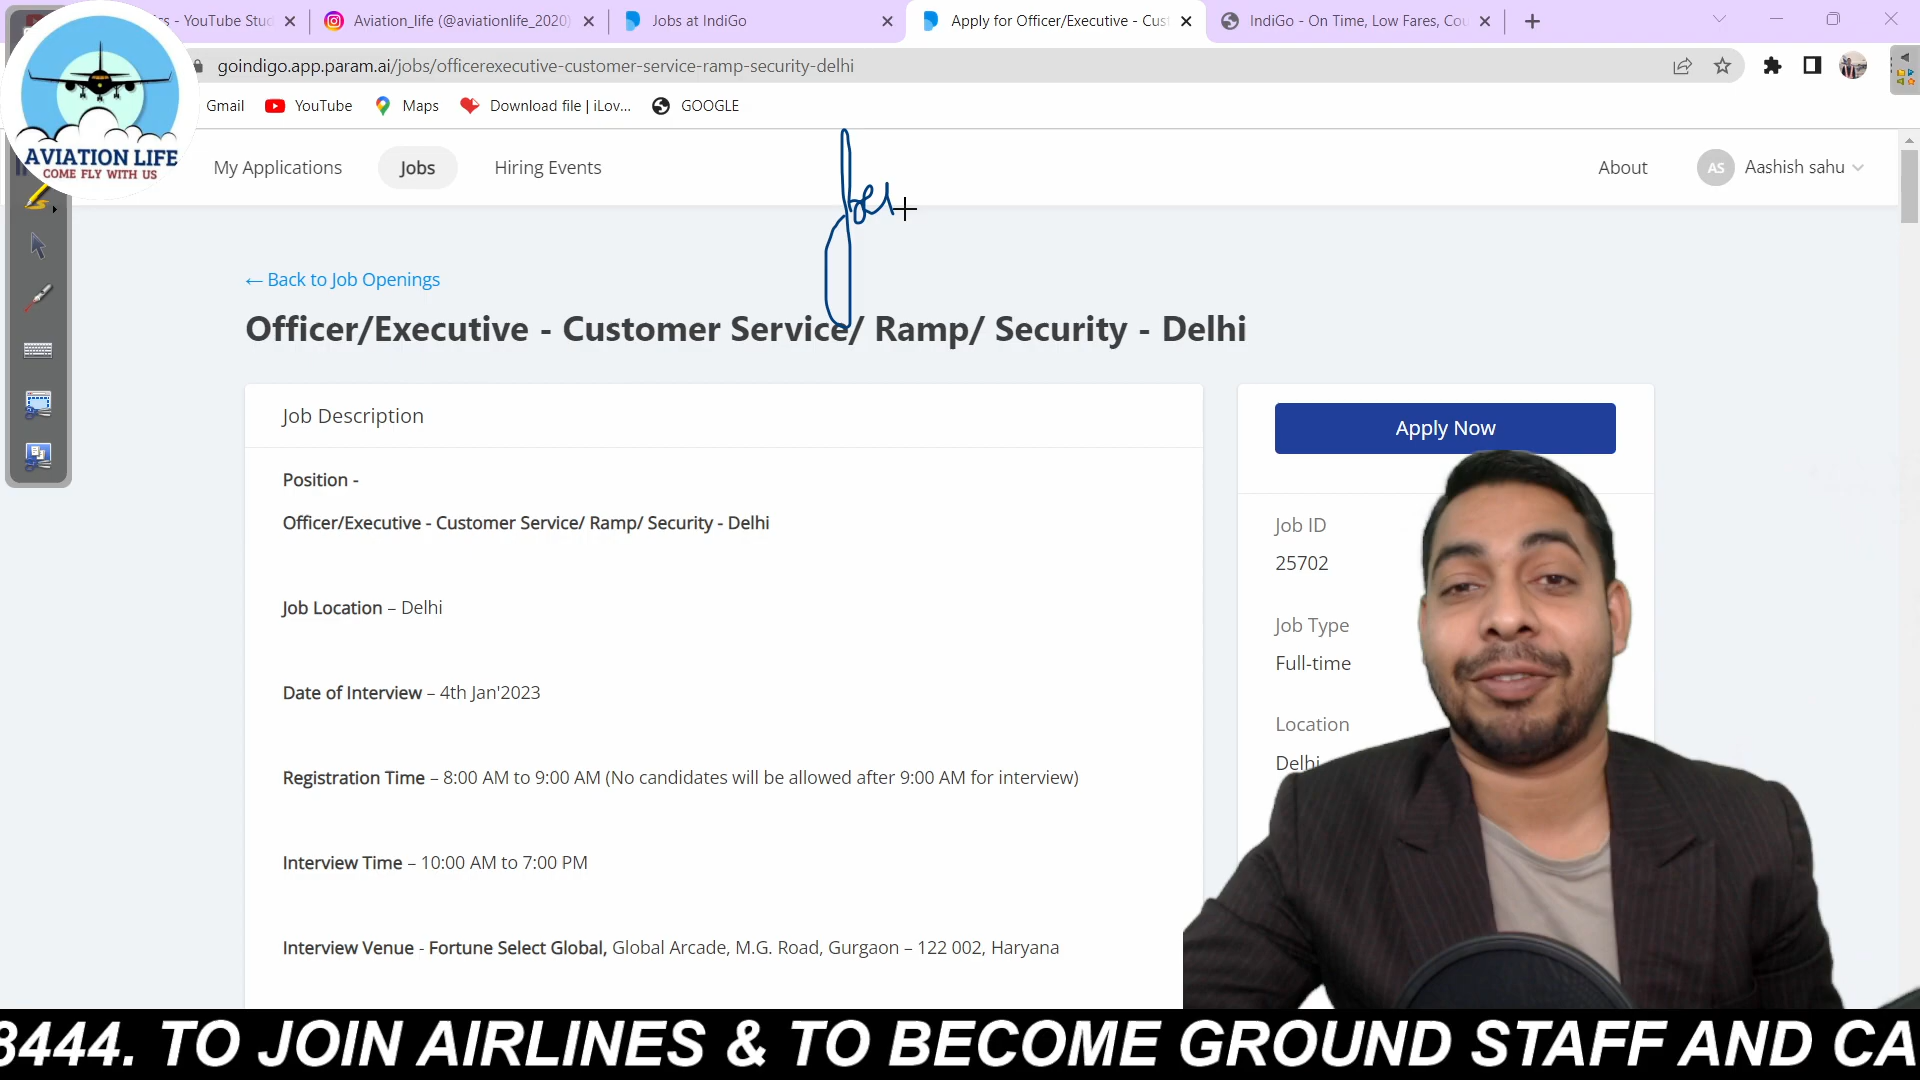 ics - YouTube Stud
Aviation_life (@aviationlife_2020)
Jobs at IndiGo
Apply for Officer/Executive - Cust
IndiGo - On Time, Low Fares, Cou
goindigo.app.param.ai/jobs/officerexecutive-customer-service-ramp-security-delhi
Gmail
YouTube
Maps
Download file | iLov...
GOOGLE
AVIATION LIFE
COME FLY WITH US
My Applications
Jobs
Hiring Events
About
AS
Aashish sahu
← Back to Job Openings
Officer/Executive - Customer Service/ Ramp/ Security - Delhi
Job Description
Position -
Officer/Executive - Customer Service/ Ramp/ Security - Delhi
Job Location – Delhi
Date of Interview – 4th Jan'2023
Registration Time – 8:00 AM to 9:00 AM (No candidates will be allowed after 9:00 AM for interview)
Interview Time – 10:00 AM to 7:00 PM
Interview Venue - Fortune Select Global, Global Arcade, M.G. Road, Gurgaon – 122 002, Haryana
Apply Now
Job ID
25702
Job Type
Full-time
Location
Delhi
8444. TO JOIN AIRLINES & TO BECOME GROUND STAFF AND CA